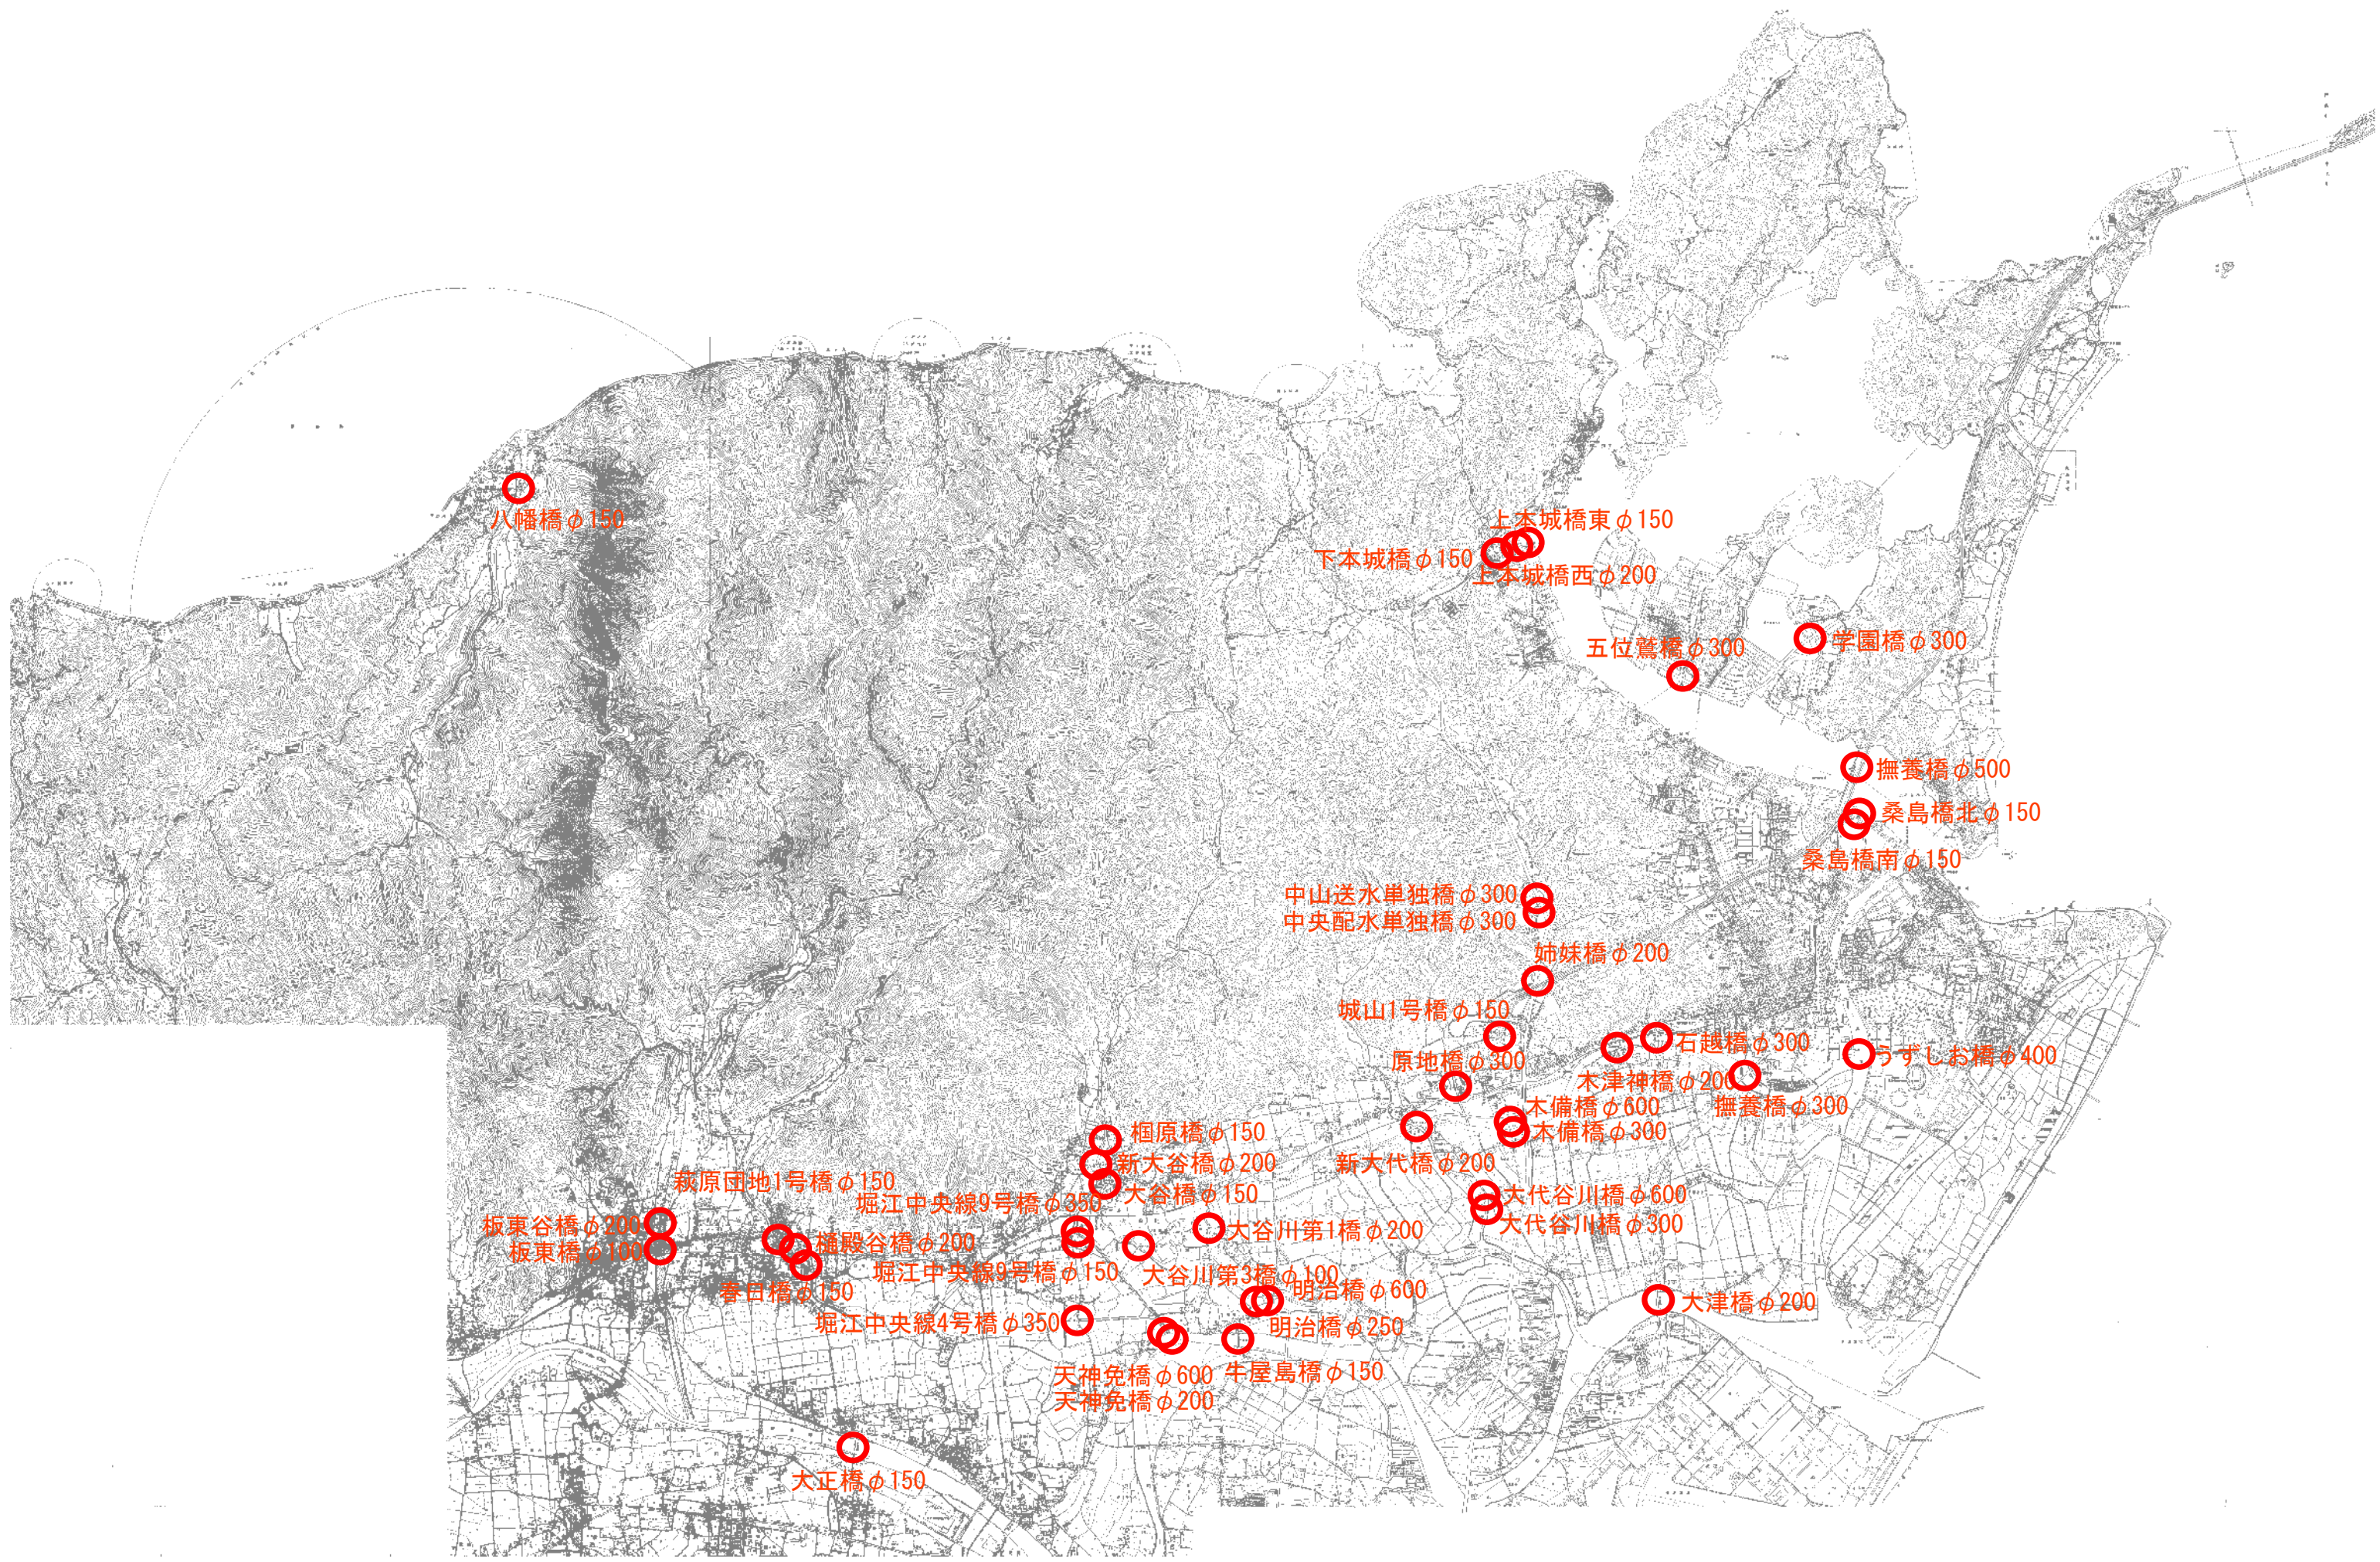 八幡橋φ150
上本城橋東φ150
下本城橋φ150
上本城橋西φ200
五位鷲橋φ300
学園橋φ300
撫養橋φ500
桑島橋北φ150
桑島橋南φ150
中山送水単独橋φ300
中央配水単独橋φ300
姉妹橋φ200
城山1号橋φ150
石越橋φ300
うずしお橋φ400
原地橋φ300
木津神橋φ200
撫養橋φ300
木備橋φ600
木備橋φ300
新大代橋φ200
椢原橋φ150
新大谷橋φ200
大谷橋φ150
萩原団地1号橋φ150
堀江中央線9号橋φ350
大代谷川橋φ600
大代谷川橋φ300
板東谷橋φ200
板東橋φ100
樋殿谷橋φ200
大谷川第1橋φ200
堀江中央線9号橋φ150
大谷川第3橋φ100
春日橋φ150
明治橋φ600
大津橋φ200
堀江中央線4号橋φ350
明治橋φ250
天神免橋φ600
牛屋島橋φ150
天神免橋φ200
大正橋φ150